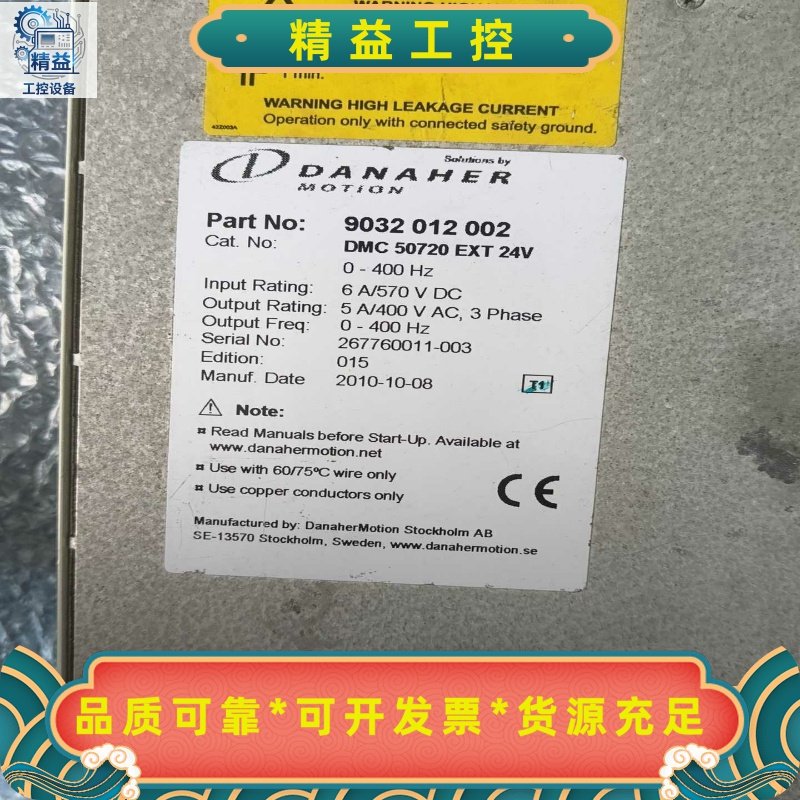 精益
工控设备
· 精益工控 ·
1 min.
WARNING HIGH LEAKAGE CURRENT
Operation only with connected safety ground.
Solutions by
DANAHER
MOTION
Part No: 9032 012 002
Cat. No: DMC 50720 EXT 24V
0 - 400 Hz
Input Rating: 6 A/570 V DC
Output Rating: 5 A/400 V AC, 3 Phase
Output Freq: 0 - 400 Hz
Serial No: 267760011-003
Edition: 015
Manuf. Date 2010-10-08
Note:
¤ Read Manuals before Start-Up. Available at
www.danahermotion.net
¤ Use with 60/75ºC wire only
¤ Use copper conductors only
CE
Manufactured by: DanaherMotion Stockholm AB
SE-13570 Stockholm, Sweden, www.danahermotion.se
品质可靠*可开发票*货源充足